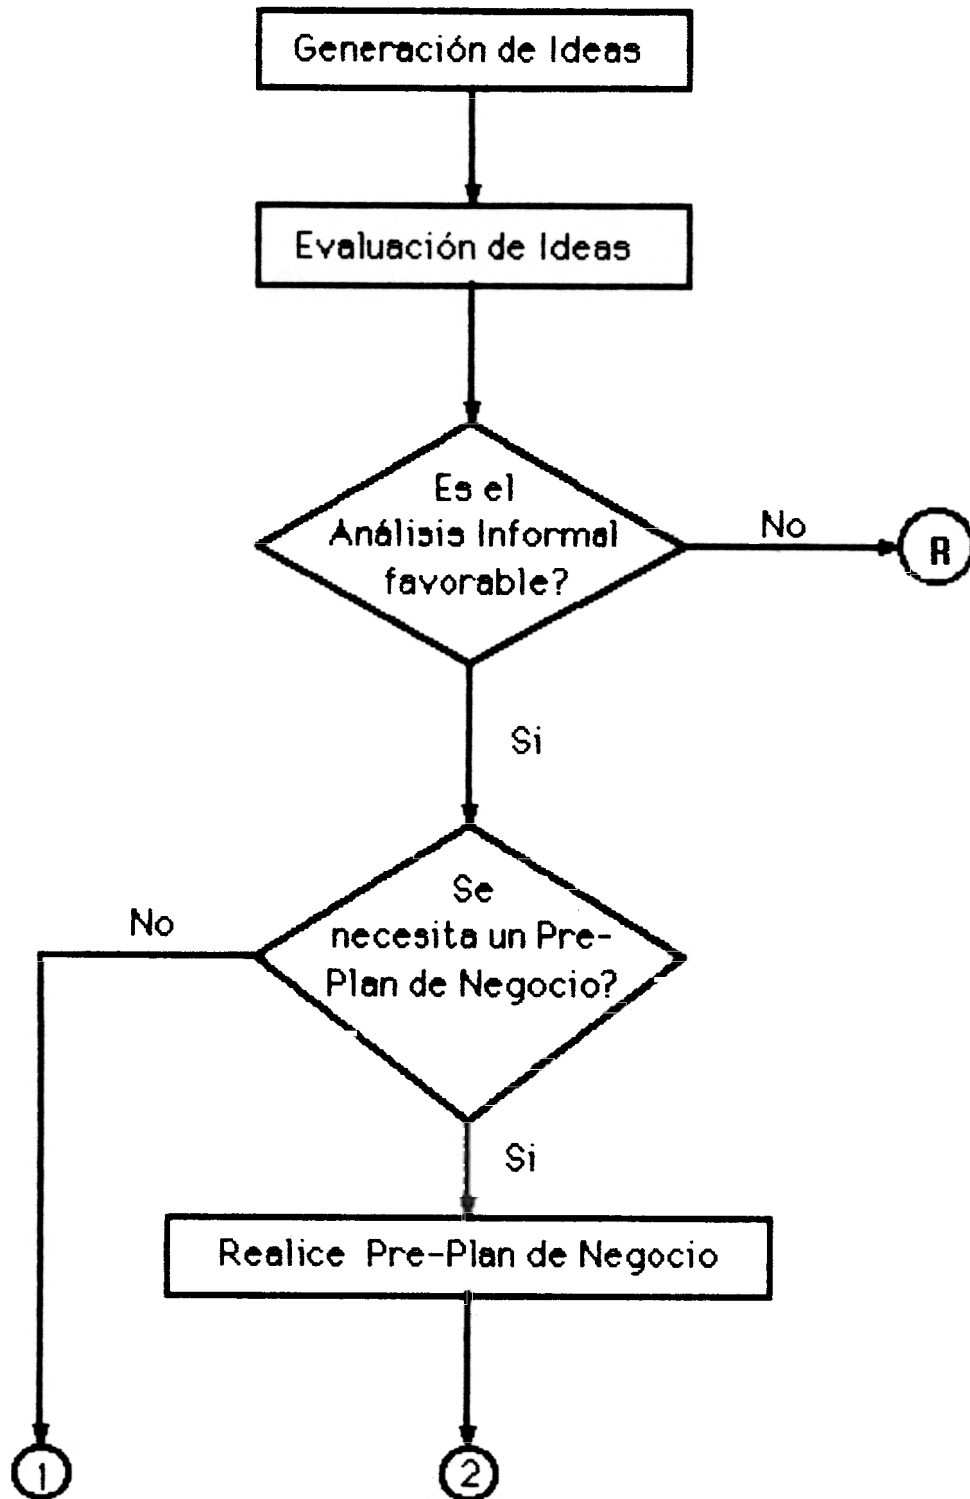 Generación de Ideas
Evaluación de Ideas
Es el
Análisis Informal
favorable?
No
R
Si
Se
necesita un Pre-
Plan de Negocio?
No
Si
Realice Pre-Plan de Negocio
1
2